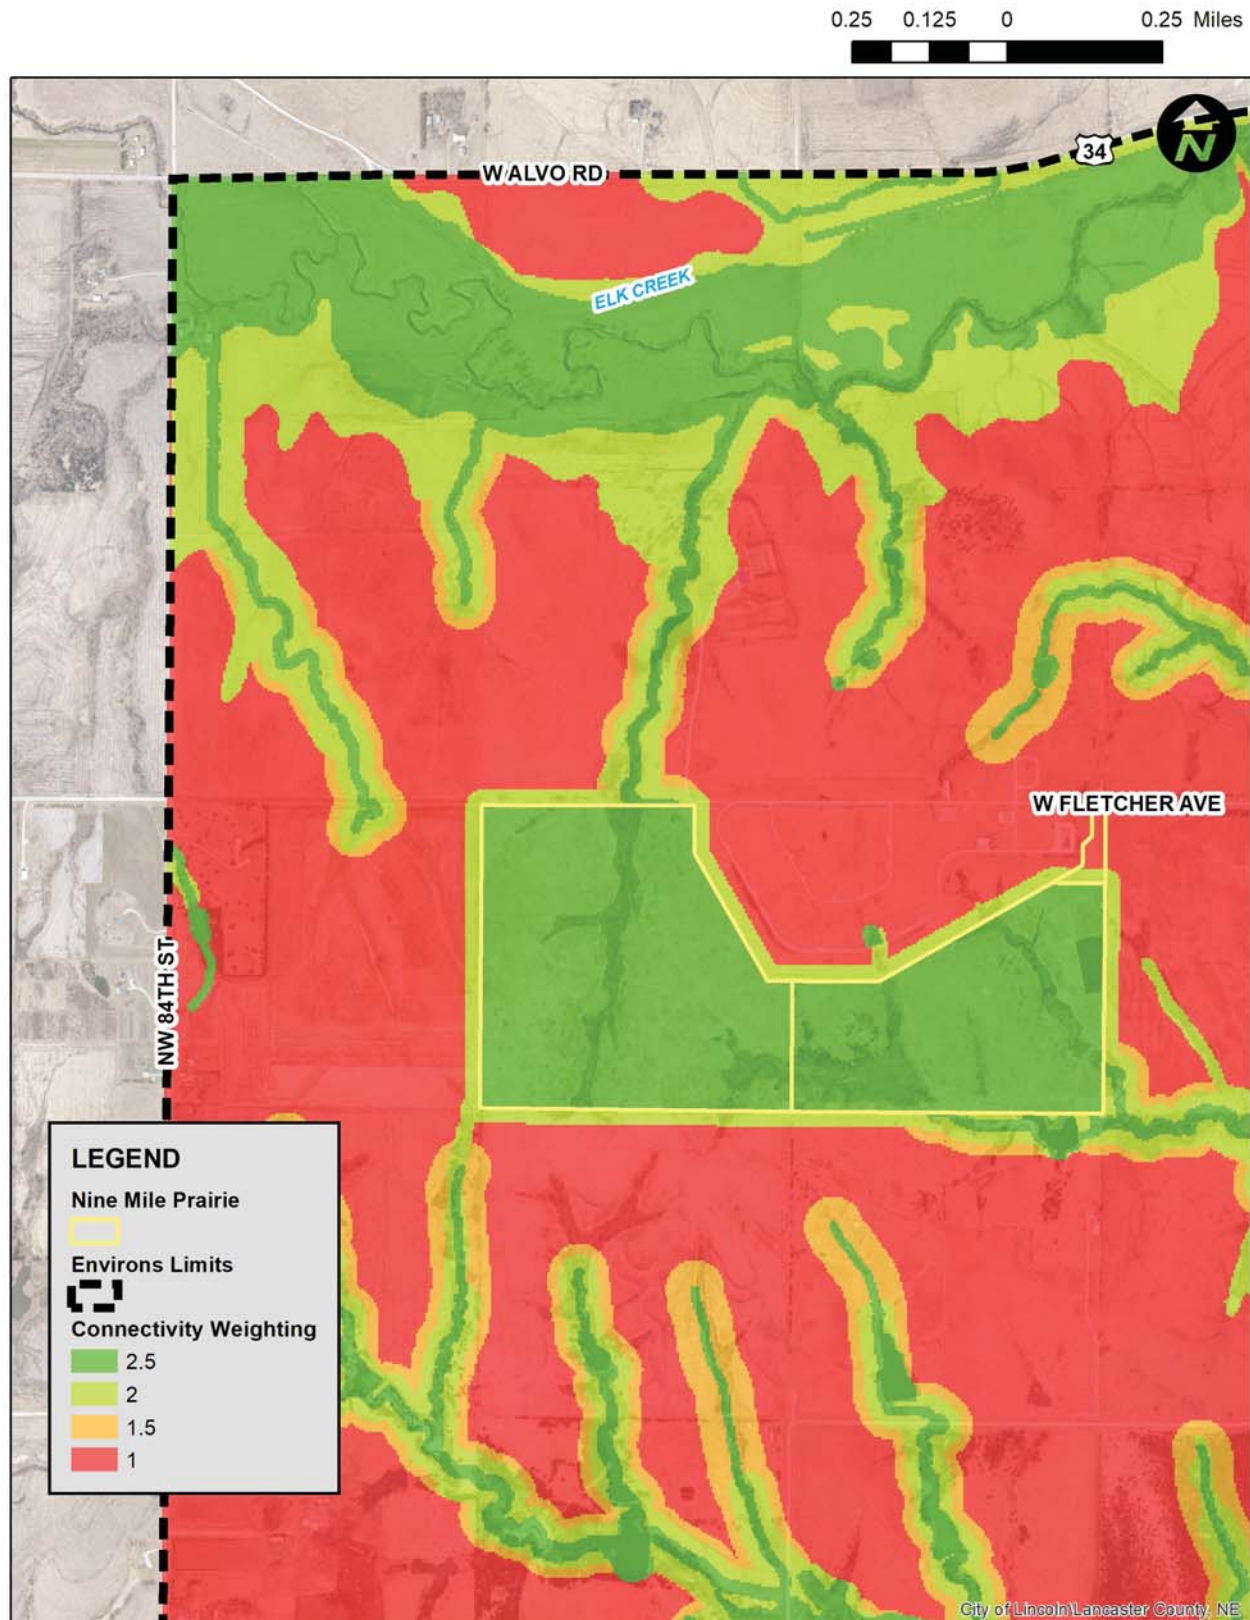 0.25 0.125 0 0.25 Miles
N
34
W ALVO RD
ELK CREEK
W FLETCHER AVE
NW 84TH ST
LEGEND
Nine Mile Prairie
Environs Limits
Connectivity Weighting
2.5
2
1.5
1
City of Lincoln\Lancaster County, NE